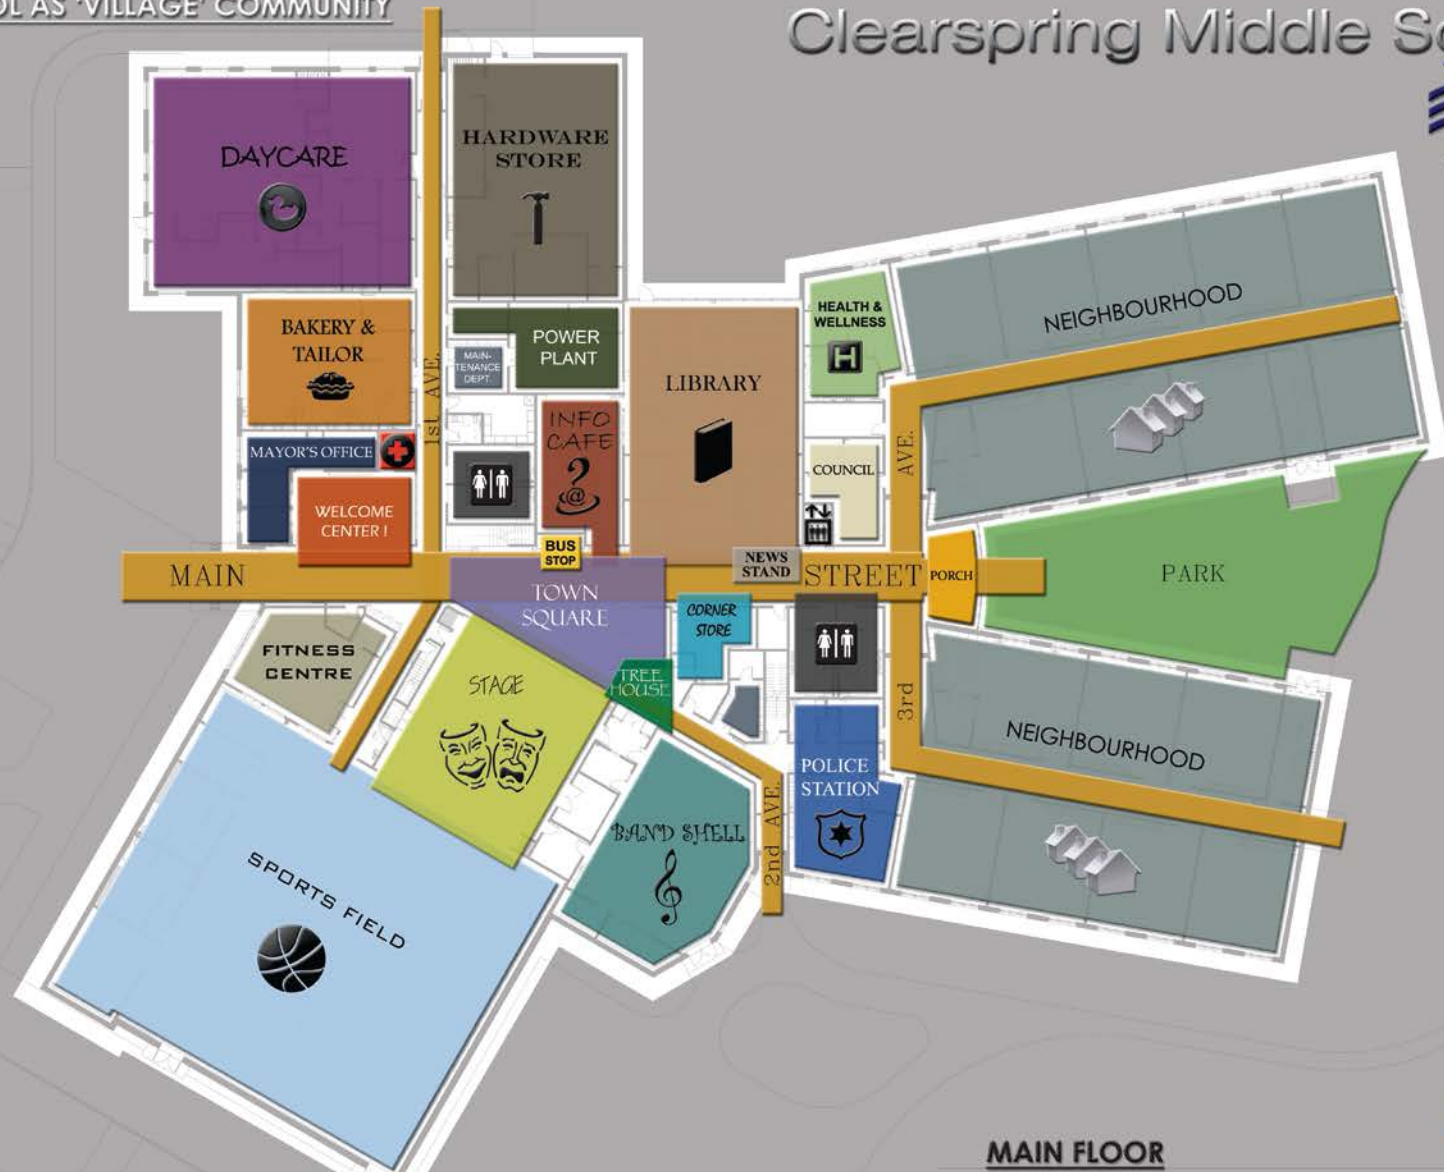 OL AS 'VILLAGE' COMMUNITY
Clearspring Middle Sc
DAYCARE
HARDWARE
STORE
BAKERY &
TAILOR
1st AVE.
MAIN-
TENANCE
DEPT.
POWER
PLANT
LIBRARY
HEALTH &
WELLNESS
H
NEIGHBOURHOOD
MAYOR'S OFFICE
WELCOME
CENTER !
INFO
CAFE
?
@
COUNCIL
AVE.
3rd
BUS
STOP
NEWS
STAND
MAIN
STREET
PORCH
PARK
TOWN
SQUARE
CORNER
STORE
FITNESS
CENTRE
STAGE
TREE
HOUSE
NEIGHBOURHOOD
POLICE
STATION
BAND SHELL
2nd AVE.
SPORTS FIELD
MAIN FLOOR